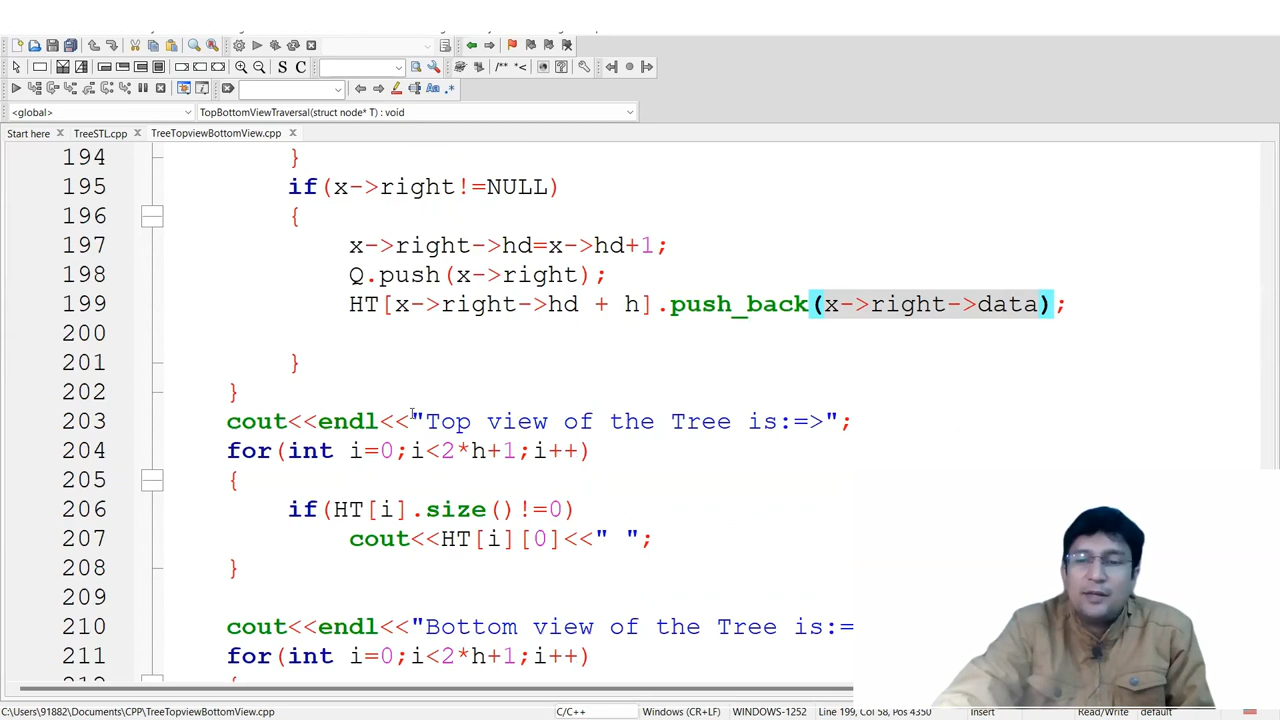 <global>
TopBottomViewTraversal(struct node* T) : void
Start here
TreeSTL.cpp
TreeTopviewBottomView.cpp
194 }
195 if(x->right!=NULL)
196 {
197 x->right->hd=x->hd+1;
198 Q.push(x->right);
199 HT[x->right->hd + h].push_back(x->right->data);
200
201 }
202 }
203 cout<<endl<<"Top view of the Tree is:=>";
204 for(int i=0;i<2*h+1;i++)
205 {
206 if(HT[i].size()!=0)
207 cout<<HT[i][0]<<" ";
208 }
209
210 cout<<endl<<"Bottom view of the Tree is:=
211 for(int i=0;i<2*h+1;i++)
C:\Users\91882\Documents\CPP\TreeTopviewBottomView.cpp C/C++ Windows (CR+LF) WINDOWS-1252 Line 199, Col 58, Pos 4350 Insert Read/Write default